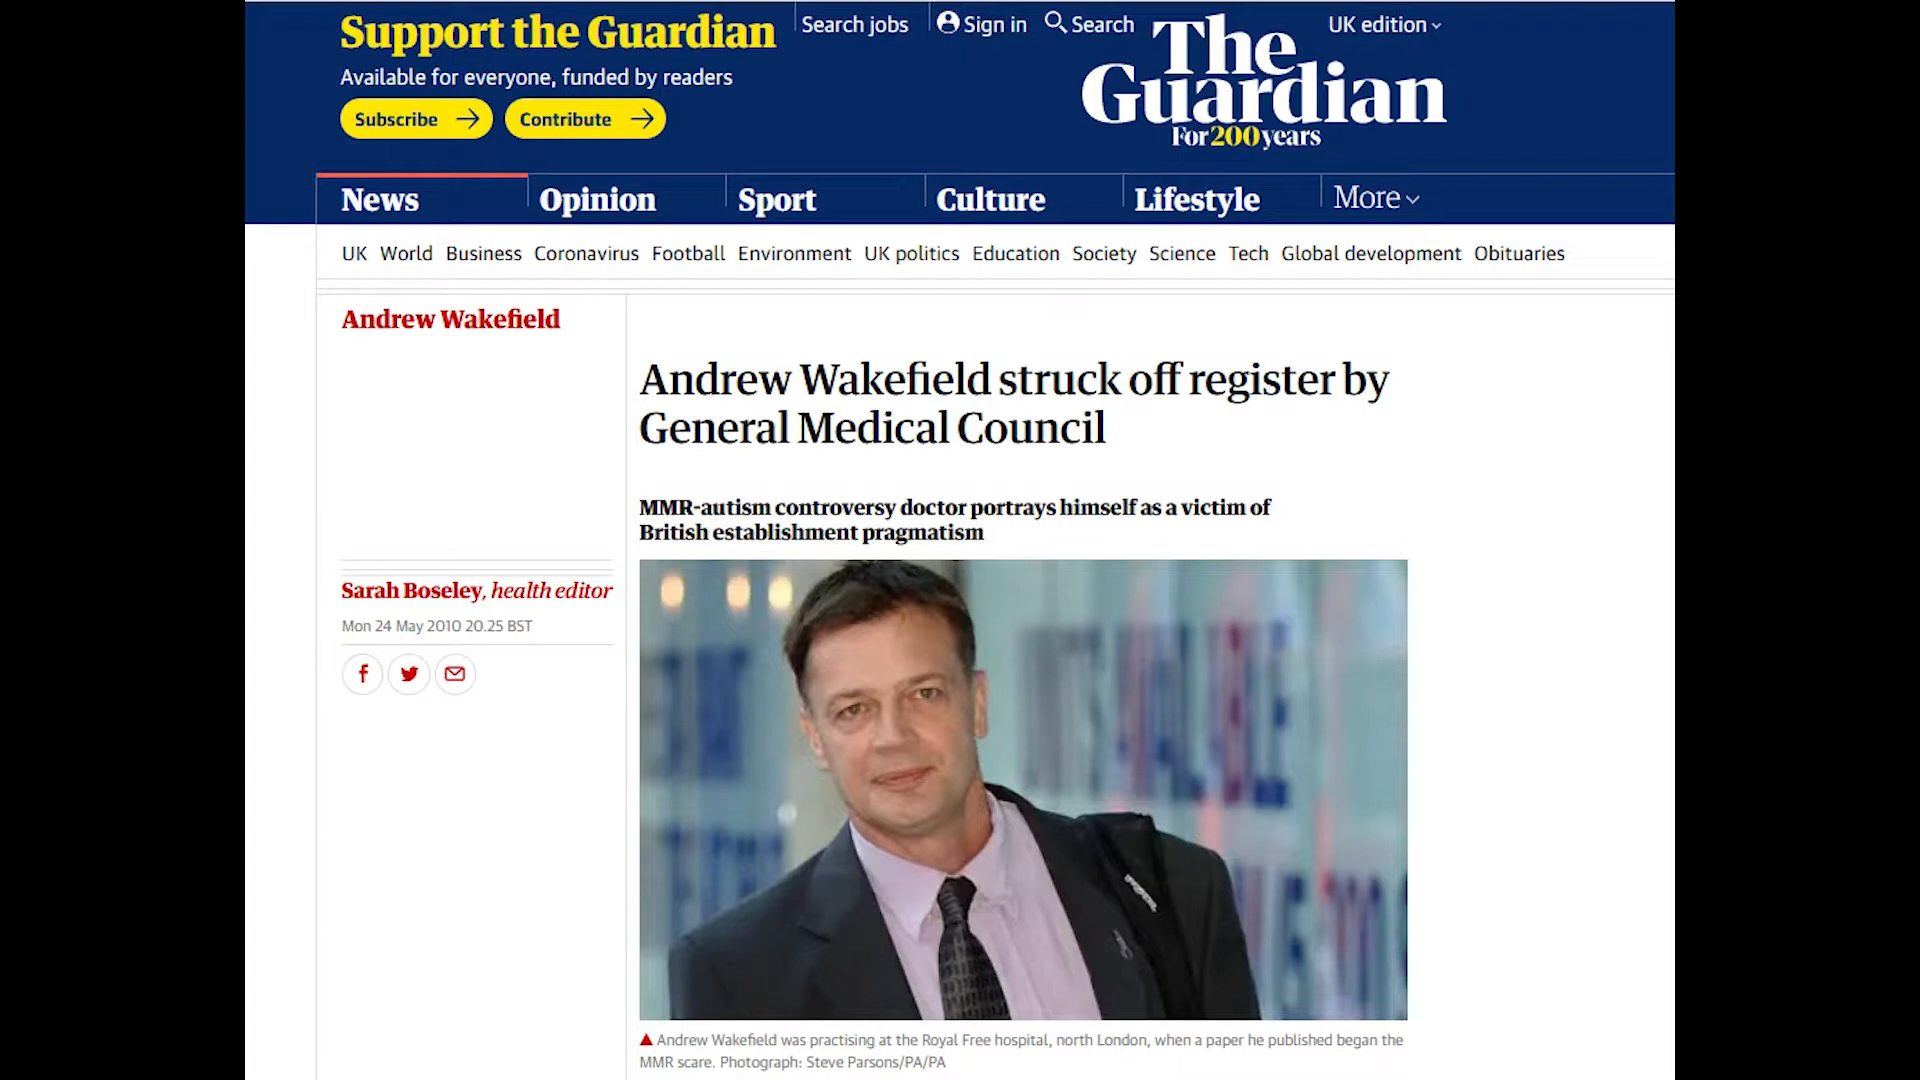 Support the Guardian
Available for everyone, funded by readers
Subscribe
Contribute
Search jobs
Sign in
Search
The
Guardian
For 200 years
UK edition
News
Opinion
Sport
Culture
Lifestyle
More
UK World Business Coronavirus Football Environment UK politics Education Society Science Tech Global development Obituaries
Andrew Wakefield
Andrew Wakefield struck off register by
General Medical Council
MMR-autism controversy doctor portrays himself as a victim of
British establishment pragmatism
Sarah Boseley, health editor
Mon 24 May 2010 20.25 BST
Andrew Wakefield was practising at the Royal Free hospital, north London, when a paper he published began the
MMR scare. Photograph: Steve Parsons/PA/PA